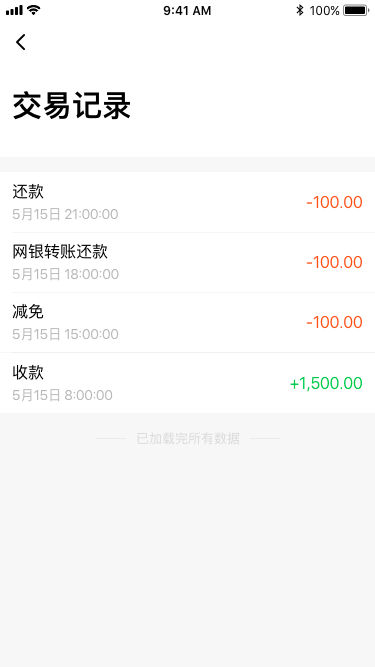 9:41 AM
100%
交易记录
还款
-100.00
5月15日 21:00:00
网银转账还款
-100.00
5月15日 18:00:00
减免
-100.00
5月15日 15:00:00
收款
+1,500.00
5月15日 8:00:00
已加载完所有数据